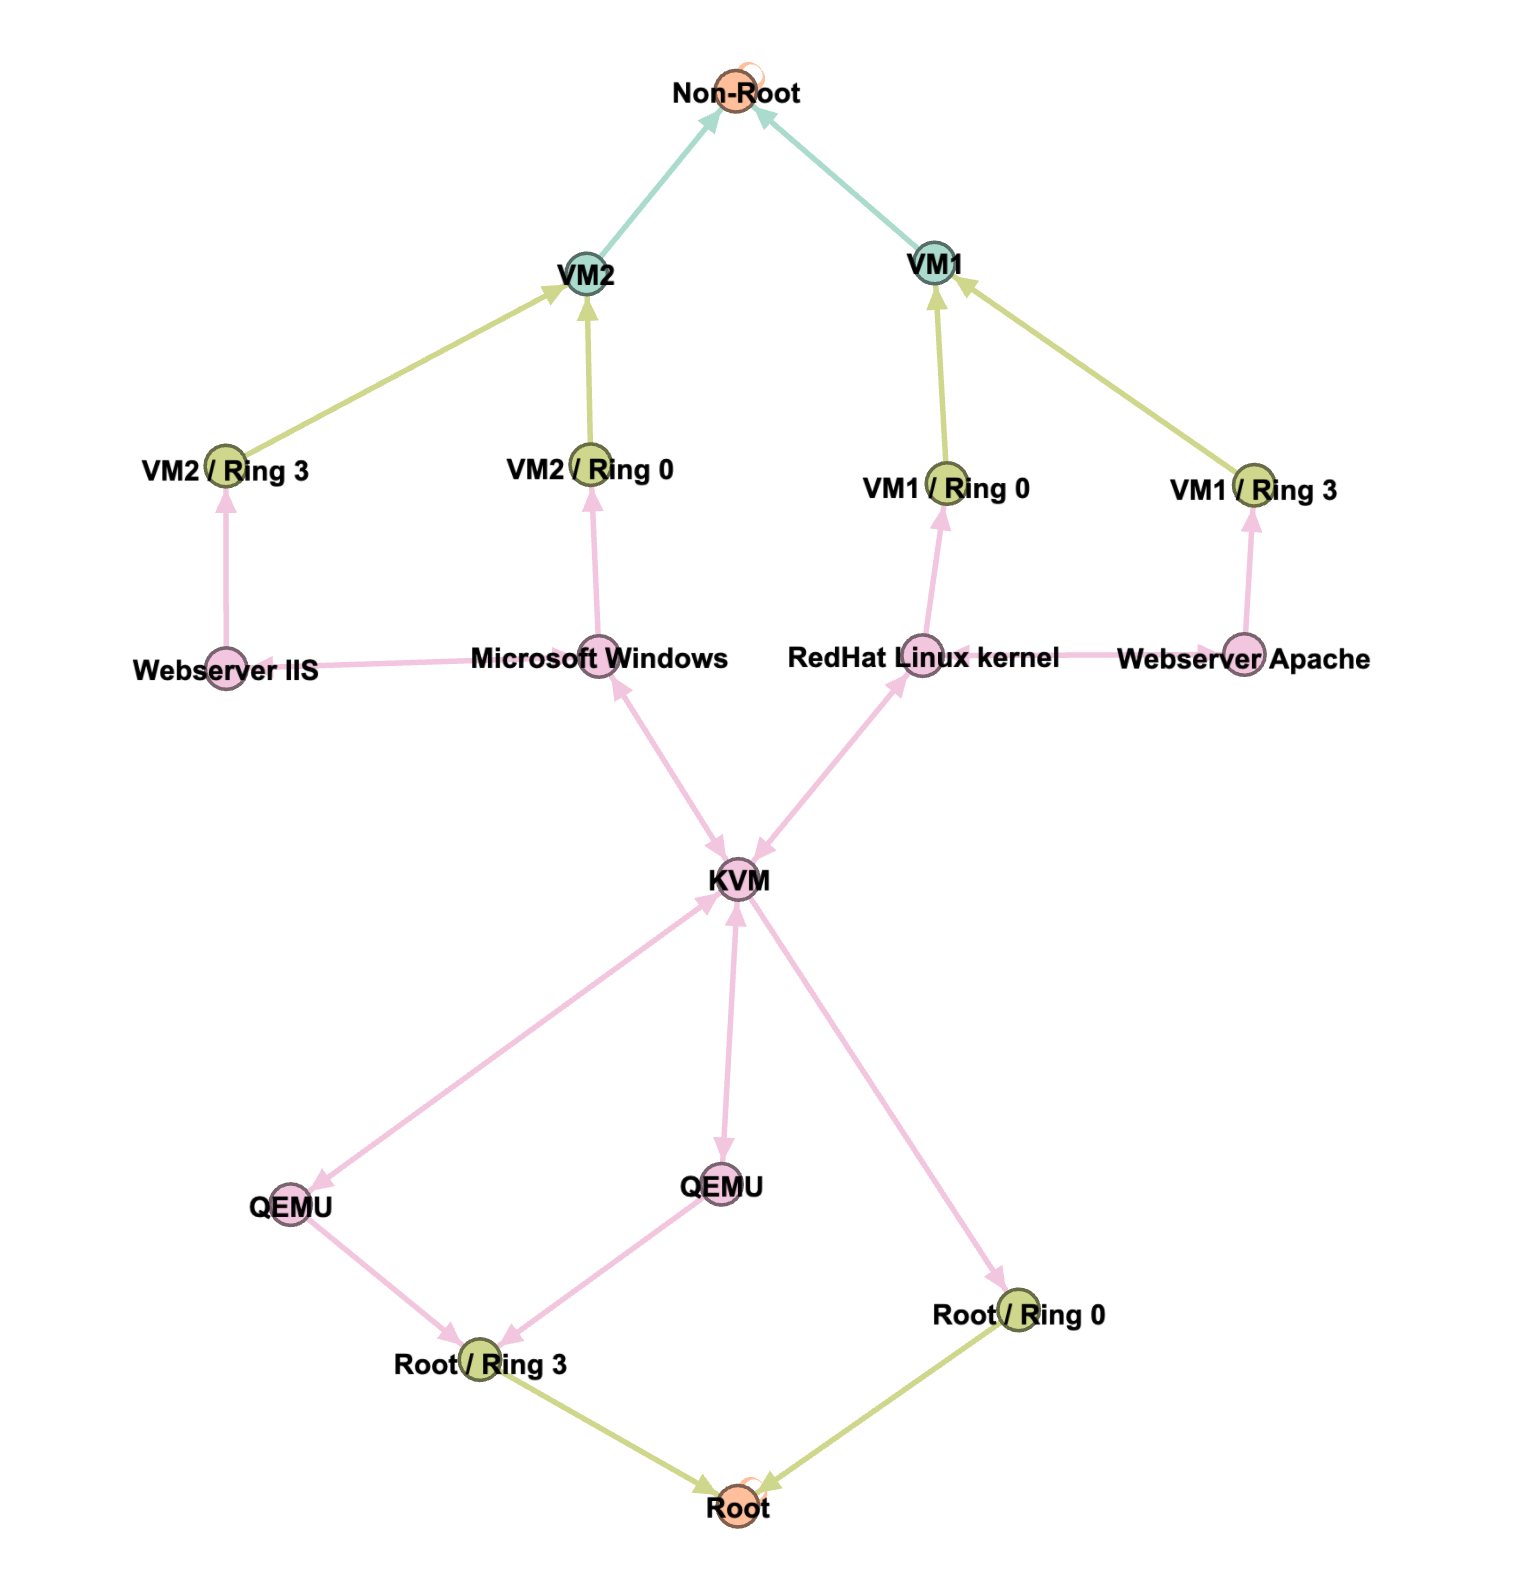 Non-Root
VM2
VM1
VM2 / Ring 3
VM2 / Ring 0
VM1 / Ring 0
VM1 / Ring 3
Webserver IIS
Microsoft Windows
RedHat Linux kernel
Webserver Apache
KVM
QEMU
QEMU
Root / Ring 0
Root / Ring 3
Root